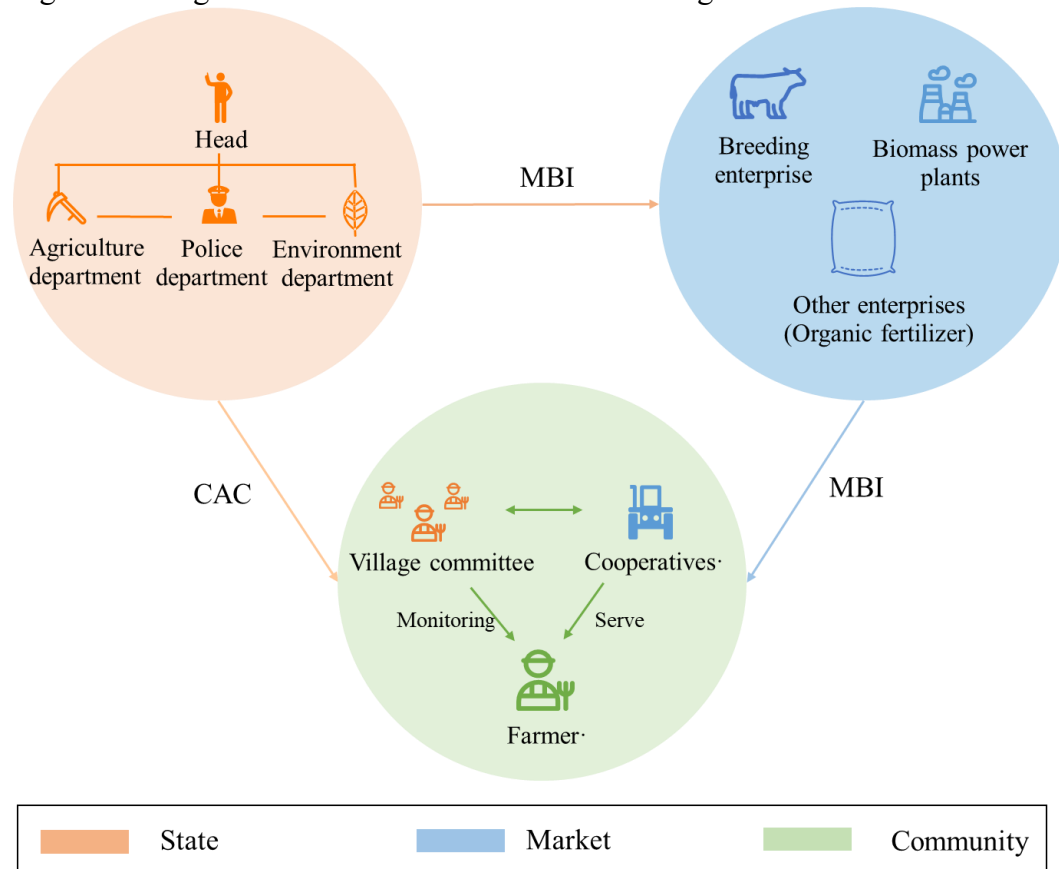 Head
Agriculture
department
Police
department
Environment
department
MBI
Breeding
enterprise
Biomass power
plants
Other enterprises
(Organic fertilizer)
CAC
MBI
Village committee
Cooperatives·
Monitoring
Serve
Farmer·
State
Market
Community